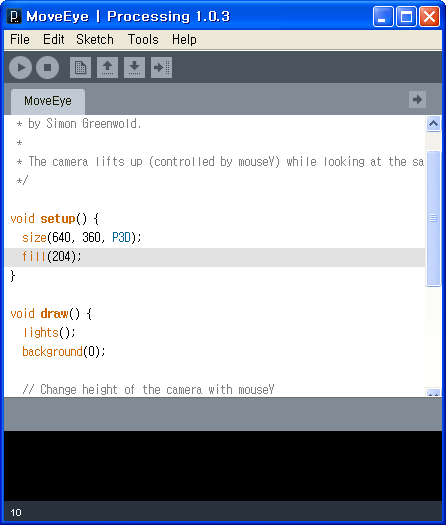 MoveEye | Processing 1.0.3
File Edit Sketch Tools Help
MoveEye
* by Simon Greenwold.
*
* The camera lifts up (controlled by mouseY) while looking at the sa
*/
void setup() {
size(640, 360, P3D);
fill(204);
}
void draw() {
lights();
background(0);
// Change height of the camera with mouseY
10